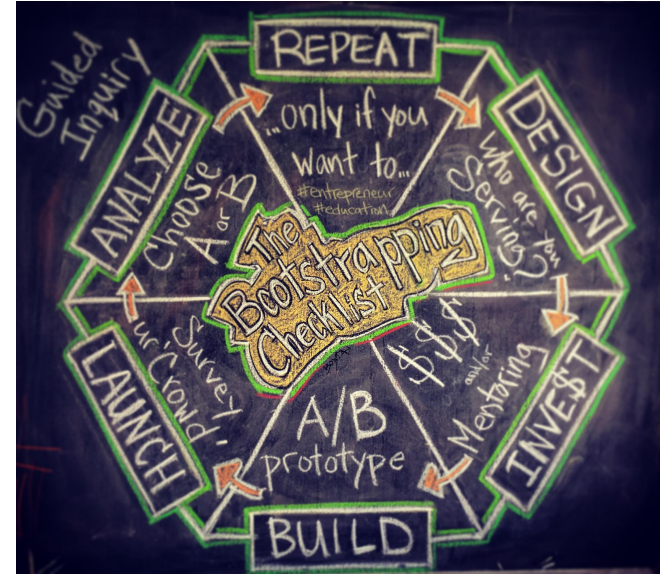 Guided
Inquiry
REPEAT
...only if you
want to...
#entrepreneur
#education
DESIGN
Who are you
Serving?
INVE$T
$$$
and/or
Mentoring
BUILD
A/B
prototype
LAUNCH
Survey
ur 'Crowd'
ANALYZE
Choose
A or B
The
Bootstrapping
Checklist